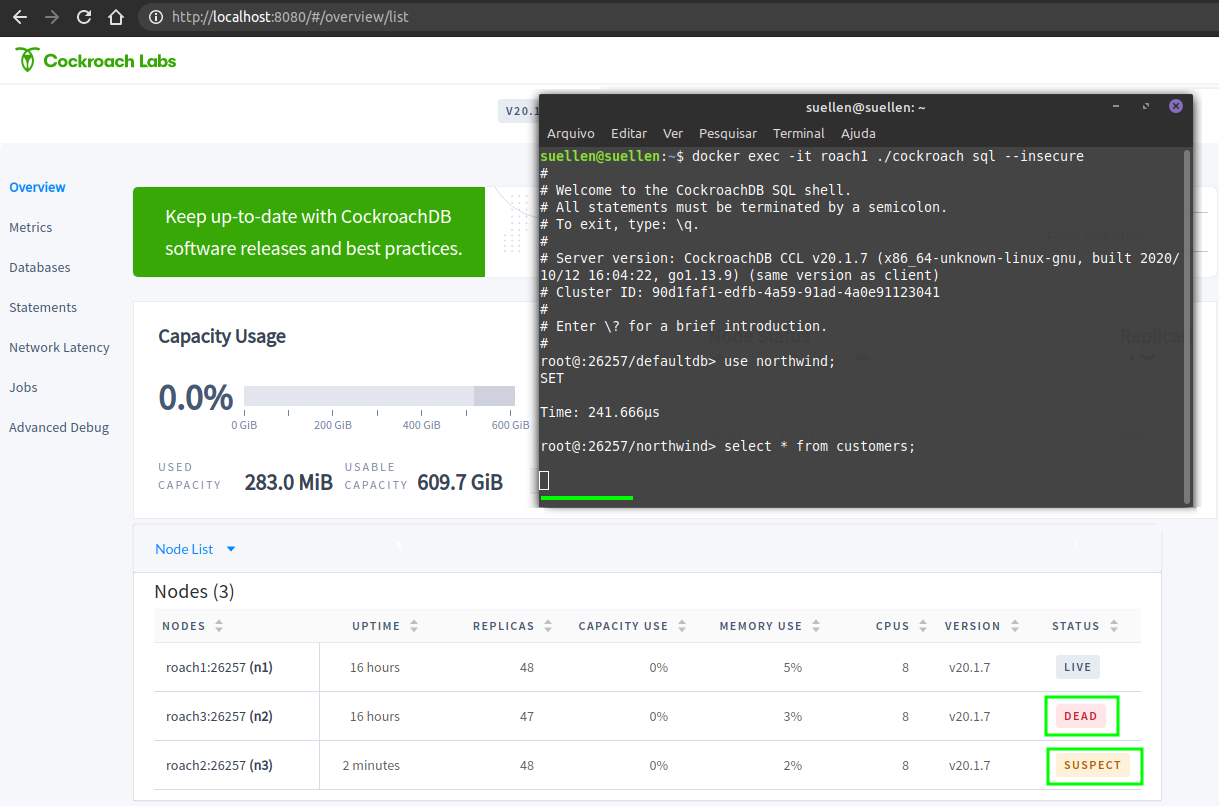 http://localhost:8080/#/overview/list
Cockroach Labs
V20.1
suellen@suellen: ~
Arquivo Editar Ver Pesquisar Terminal Ajuda
suellen@suellen:~$ docker exec -it roach1 ./cockroach sql --insecure
#
# Welcome to the CockroachDB SQL shell.
# All statements must be terminated by a semicolon.
# To exit, type: \q.
#
# Server version: CockroachDB CCL v20.1.7 (x86_64-unknown-linux-gnu, built 2020/
10/12 16:04:22, go1.13.9) (same version as client)
# Cluster ID: 90d1faf1-edfb-4a59-91ad-4a0e91123041
#
# Enter \? for a brief introduction.
#
root@:26257/defaultdb> use northwind;
SET
Time: 241.666µs
root@:26257/northwind> select * from customers;
Overview
Metrics
Databases
Statements
Network Latency
Jobs
Advanced Debug
Keep up-to-date with CockroachDB
software releases and best practices.
Capacity Usage
Node Status
0.0%
0 GiB 200 GiB 400 GiB 600 GiB
USED CAPACITY 283.0 MiB
USABLE CAPACITY 609.7 GiB
Node List
Nodes (3)
NODES UPTIME REPLICAS CAPACITY USE MEMORY USE CPUS VERSION STATUS
roach1:26257 (n1) 16 hours 48 0% 5% 8 v20.1.7 LIVE
roach3:26257 (n2) 16 hours 47 0% 3% 8 v20.1.7 DEAD
roach2:26257 (n3) 2 minutes 48 0% 2% 8 v20.1.7 SUSPECT